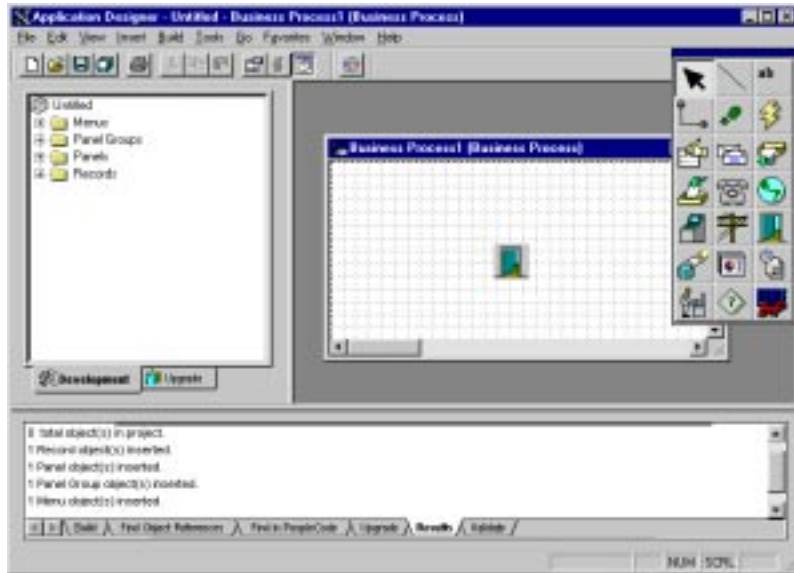 Application Designer - Untitled - Business Process1 (Business Process)
File Edit View Insert Build Tools Go Favorites Window Help
ab
Untitled
Menus
Panel Groups
Panels
Records
Business Process1 (Business Process)
Development Upgrade
8 total object(s) in project.
1 Record object(s) inserted.
1 Panel object(s) inserted.
1 Panel Group object(s) inserted.
1 Menu object(s) inserted.
Build Find Object References Find in PeopleCode Upgrade Results Validate
NUM SCRL